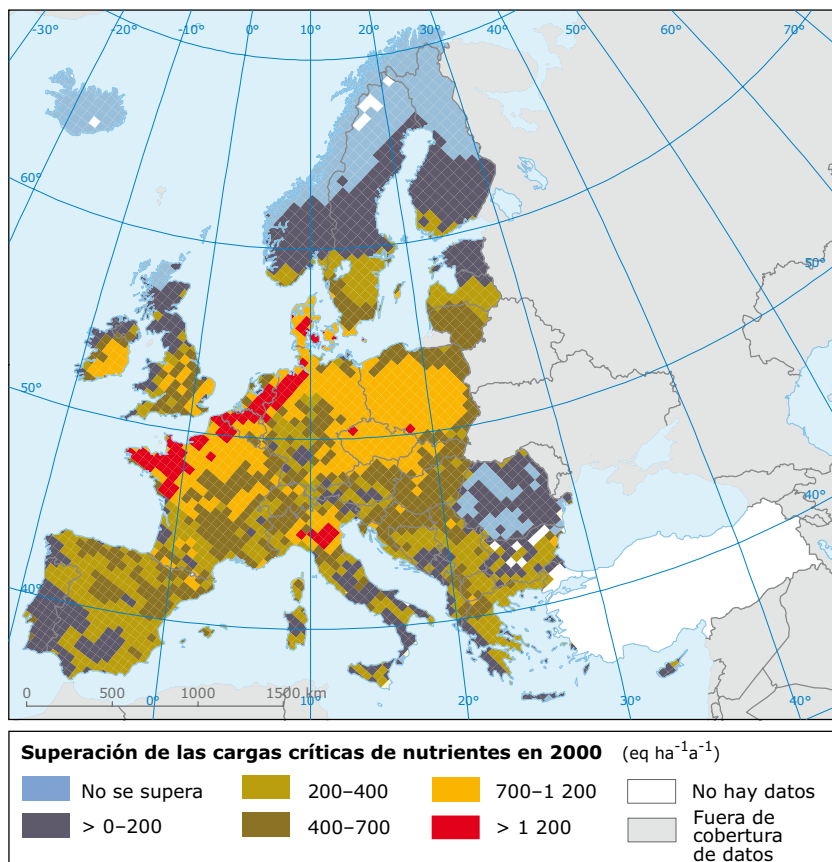 -30° -20° -10° 0° 10° 20° 30° 40° 50° 60° 70°
60°
50°
50°
40°
40°
0 500 1000 1500 km
0° 10° 20° 30° 40°
Superación de las cargas críticas de nutrientes en 2000 (eq ha⁻¹a⁻¹)
No se supera
200–400
700–1 200
No hay datos
> 0–200
400–700
> 1 200
Fuera de
cobertura
de datos